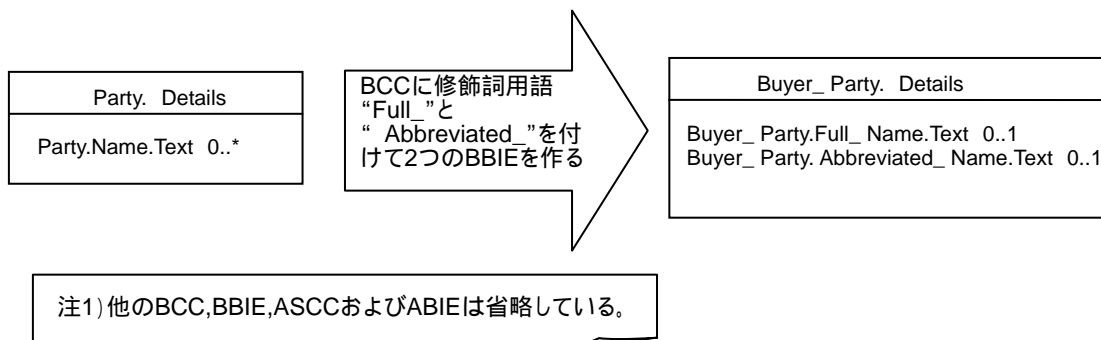 Party. Details
Party.Name.Text 0..*
BCCに修飾詞用語
“Full_”と
“ Abbreviated_”を付
けて2つのBBIEを作る
Buyer_ Party. Details
Buyer_ Party.Full_ Name.Text 0..1
Buyer_ Party. Abbreviated_ Name.Text 0..1
注1)他のBCC,BBIE,ASCCおよびABIEは省略している。